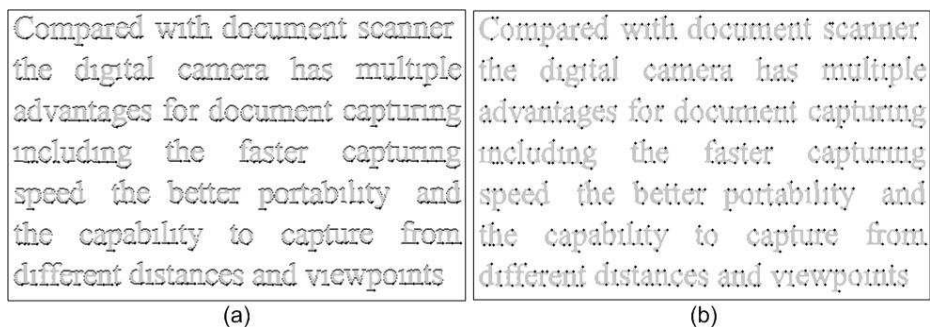 Compared with document scanner
the digital camera has multiple
advantages for document capturing
including the faster capturing
speed the better portability and
the capability to capture from
different distances and viewpoints
(a)
Compared with document scanner
the digital camera has multiple
advantages for document capturing
including the faster capturing
speed the better portability and
the capability to capture from
different distances and viewpoints
(b)